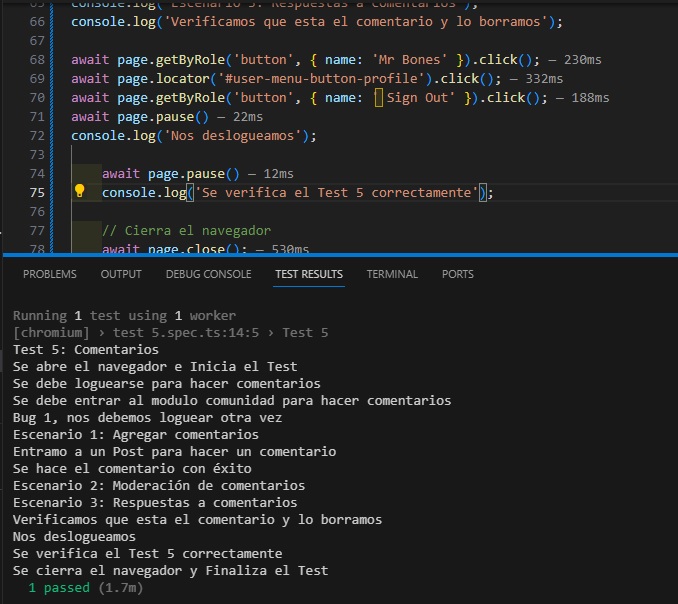 65 console.log('Escenario 3: Respuestas a comentarios');
66 console.log('Verificamos que esta el comentario y lo borramos');
67
68 await page.getByRole('button', { name: 'Mr Bones' }).click(); — 230ms
69 await page.locator('#user-menu-button-profile').click(); — 332ms
70 await page.getByRole('button', { name: ' Sign Out' }).click(); — 188ms
71 await page.pause() — 22ms
72 console.log('Nos deslogueamos');
73
74 await page.pause() — 12ms
75 console.log('Se verifica el Test 5 correctamente');
76
77 // Cierra el navegador
78 await page.close(); — 530ms
PROBLEMS OUTPUT DEBUG CONSOLE TEST RESULTS TERMINAL PORTS
Running 1 test using 1 worker
[chromium] › test 5.spec.ts:14:5 › Test 5
Test 5: Comentarios
Se abre el navegador e Inicia el Test
Se debe loguearse para hacer comentarios
Se debe entrar al modulo comunidad para hacer comentarios
Bug 1, nos debemos loguear otra vez
Escenario 1: Agregar comentarios
Entramo a un Post para hacer un comentario
Se hace el comentario con éxito
Escenario 2: Moderación de comentarios
Escenario 3: Respuestas a comentarios
Verificamos que esta el comentario y lo borramos
Nos deslogueamos
Se verifica el Test 5 correctamente
Se cierra el navegador y Finaliza el Test
1 passed (1.7m)